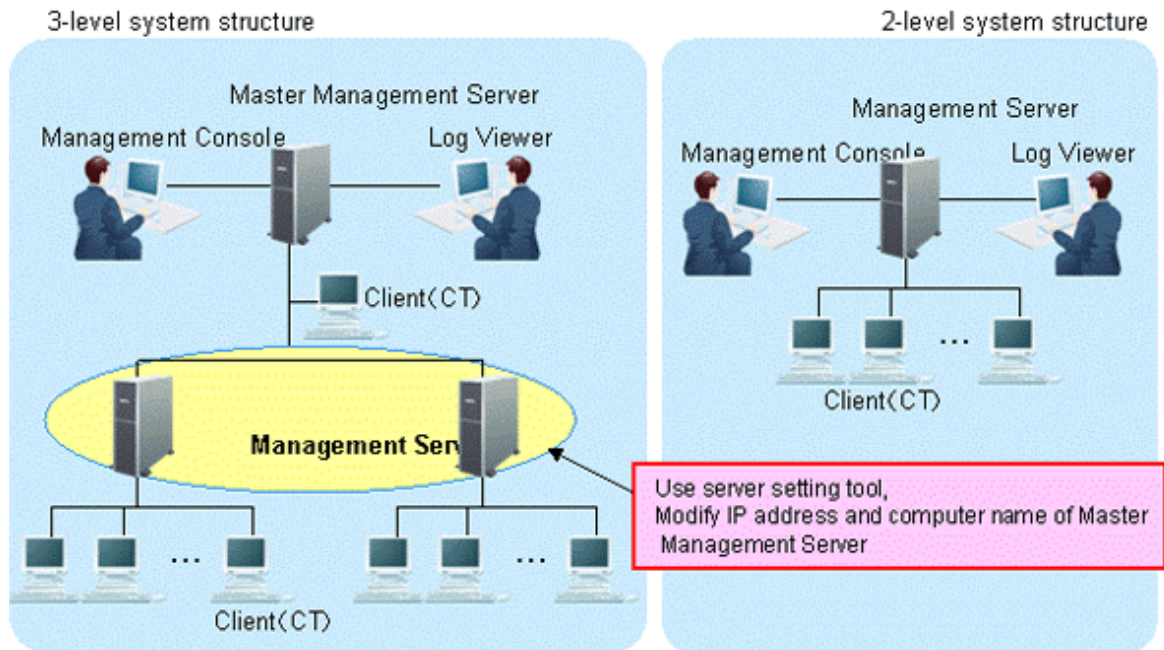 3-level system structure
2-level system structure
Master Management Server
Management Console
Log Viewer
Client(CT)
Management Serv
Client(CT)
Management Server
Management Console
Log Viewer
...
Client(CT)
Use server setting tool,
Modify IP address and computer name of Master
Management Server
... ...